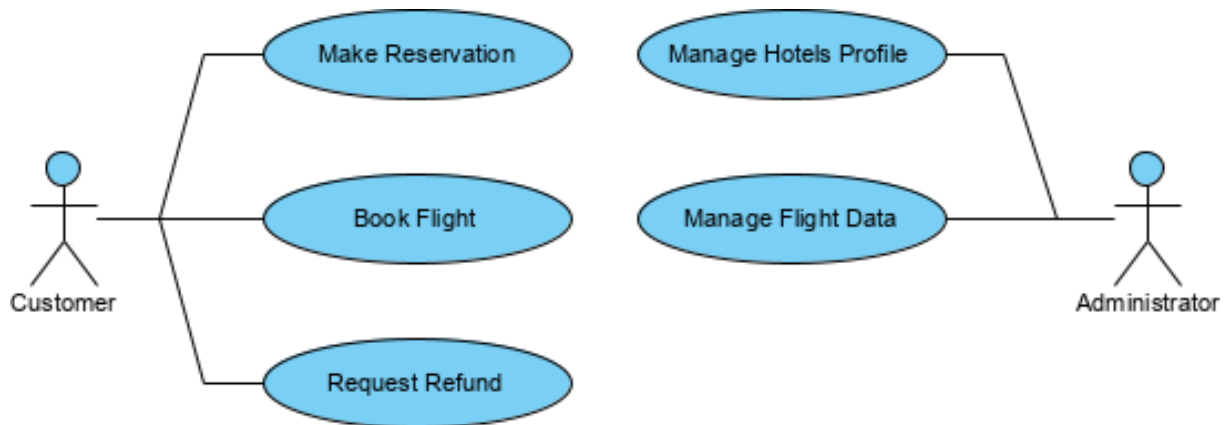 Make Reservation
Manage Hotels Profile
Book Flight
Manage Flight Data
Customer
Administrator
Request Refund